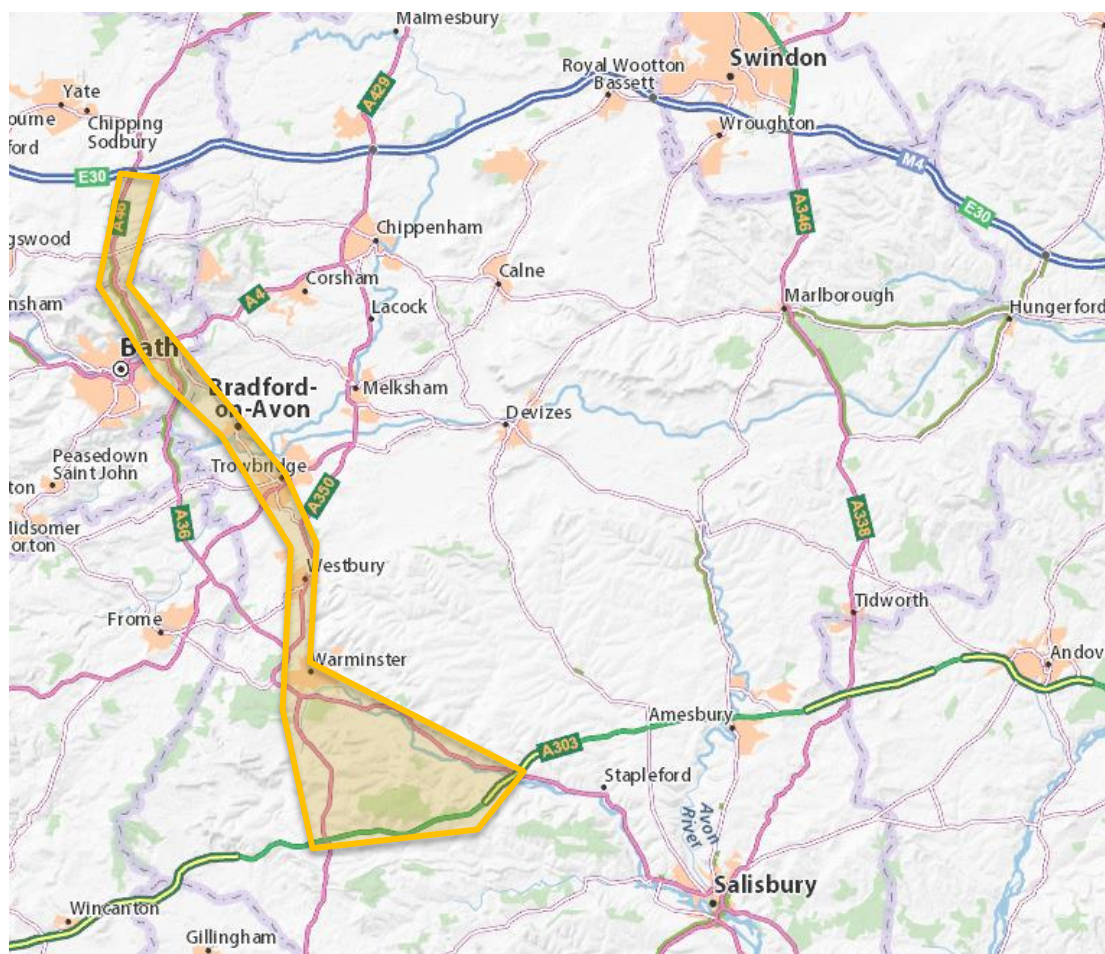 Malmesbury
Swindon
Royal Wootton
Bassett
A429
Yate
Chipping
Sodbury
ourne
ford
Wroughton
M4
E30
E30
A46
A346
gswood
Chippenham
Calne
Corsham
nsham
A4
Lacock
Marlborough
Hungerford
Bath
Bradford-
on-Avon
Melksham
Devizes
Peasedown
Saint John
Trowbridge
ton
A350
Midsomer
orton
A36
A338
Westbury
Frome
Tidworth
Warminster
Andov
Amesbury
A303
Stapleford
Avon
River
Salisbury
Wincanton
Gillingham